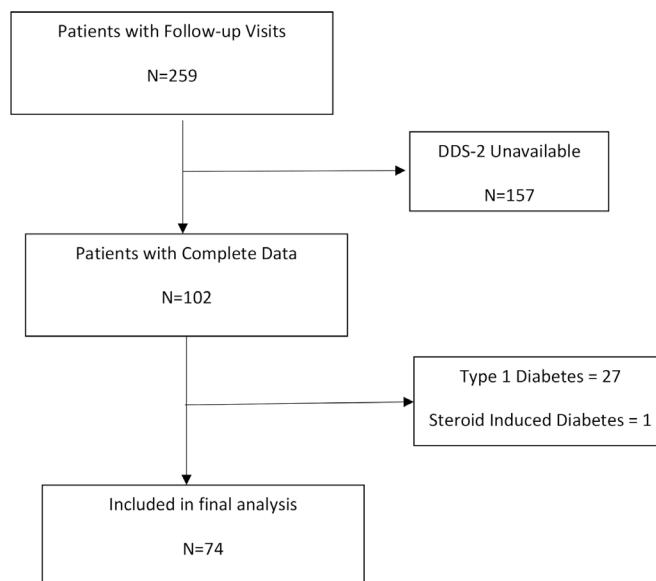 Patients with Follow-up Visits
N=259
DDS-2 Unavailable
N=157
Patients with Complete Data
N=102
Type 1 Diabetes = 27
Steroid Induced Diabetes = 1
Included in final analysis
N=74